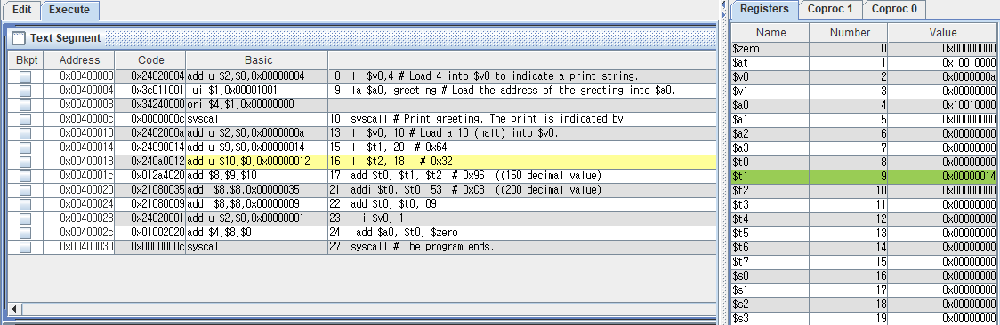 Edit Execute
Text Segment
Bkpt Address Code Basic
0x00400000 0x24020004 addiu $2,$0,0x00000004 8: li $v0,4 # Load 4 into $v0 to indicate a print string.
0x00400004 0x3c011001 lui $1,0x00001001 9: la $a0, greeting # Load the address of the greeting into $a0.
0x00400008 0x34240000 ori $4,$1,0x00000000
0x0040000c 0x0000000c syscall 10: syscall # Print greeting. The print is indicated by
0x00400010 0x2402000a addiu $2,$0,0x0000000a 13: li $v0, 10 # Load a 10 (halt) into $v0.
0x00400014 0x24090014 addiu $9,$0,0x00000014 15: li $t1, 20 # 0x64
0x00400018 0x240a0012 addiu $10,$0,0x00000012 16: li $t2, 18 # 0x32
0x0040001c 0x012a4020 add $8,$9,$10 17: add $t0, $t1, $t2 # 0x96 ((150 decimal value)
0x00400020 0x21080035 addi $8,$8,0x00000035 21: addi $t0, $t0, 53 # 0xC8 ((200 decimal value)
0x00400024 0x21080009 addi $8,$8,0x00000009 22: add $t0, $t0, 09
0x00400028 0x24020001 addiu $2,$0,0x00000001 23: li $v0, 1
0x0040002c 0x01002020 add $4,$8,$0 24: add $a0, $t0, $zero
0x00400030 0x0000000c syscall 27: syscall # The program ends.
Registers Coproc 1 Coproc 0
Name Number Value
$zero 0 0x00000000
$at 1 0x10010000
$v0 2 0x0000000a
$v1 3 0x00000000
$a0 4 0x10010000
$a1 5 0x00000000
$a2 6 0x00000000
$a3 7 0x00000000
$t0 8 0x00000000
$t1 9 0x00000014
$t2 10 0x00000000
$t3 11 0x00000000
$t4 12 0x00000000
$t5 13 0x00000000
$t6 14 0x00000000
$t7 15 0x00000000
$s0 16 0x00000000
$s1 17 0x00000000
$s2 18 0x00000000
$s3 19 0x00000000